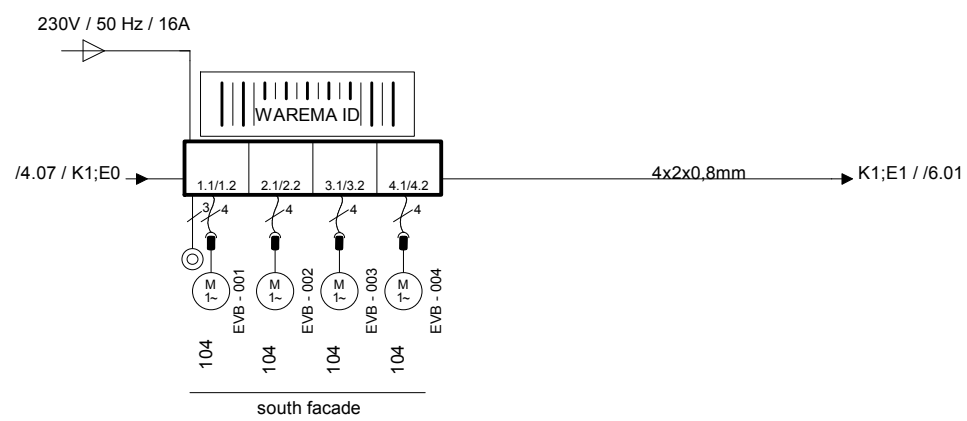 230V / 50 Hz / 16A
WAREMA ID
/4.07 / K1;E0
1.1/1.2 2.1/2.2 3.1/3.2 4.1/4.2
4x2x0,8mm
K1;E1 / /6.01
3 4 4 4 4
M M M M
1~ 1~ 1~ 1~
EVB - 001 EVB - 002 EVB - 003 EVB - 004
104 104 104 104
south facade